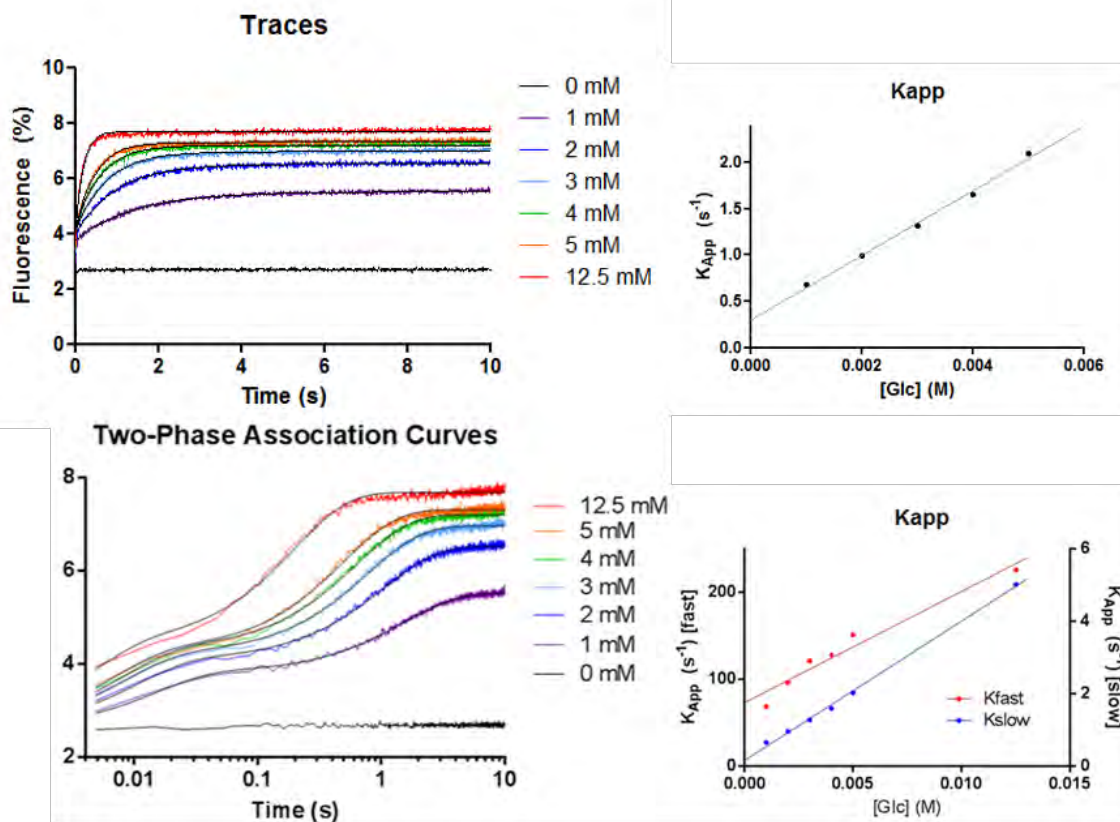 Traces
10
8
6
4
2
0
Fluorescence (%)
0 2 4 6 8 10
Time (s)
0 mM
1 mM
2 mM
3 mM
4 mM
5 mM
12.5 mM
Kapp
2.0
1.5
1.0
0.5
0.0
KApp (s-1)
0.000 0.002 0.004 0.006
[Glc] (M)
Two-Phase Association Curves
8
6
4
2
0.01 0.1 1 10
Time (s)
12.5 mM
5 mM
4 mM
3 mM
2 mM
1 mM
0 mM
Kapp
200
100
0
KApp (s-1) [fast]
6
4
2
0
KApp (s-1) [slow]
Kfast
Kslow
0.000 0.005 0.010 0.015
[Glc] (M)